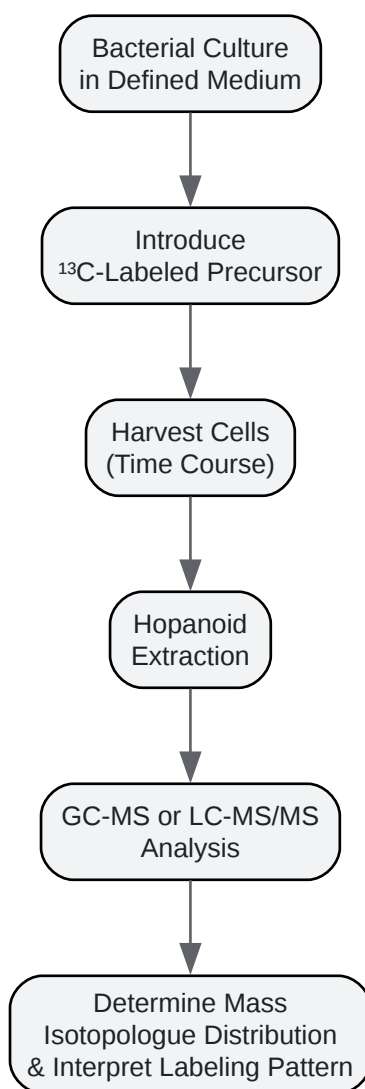 Bacterial Culture
in Defined Medium
Introduce
¹³C-Labeled Precursor
Harvest Cells
(Time Course)
Hopanoid
Extraction
GC-MS or LC-MS/MS
Analysis
Determine Mass
Isotopologue Distribution
& Interpret Labeling Pattern